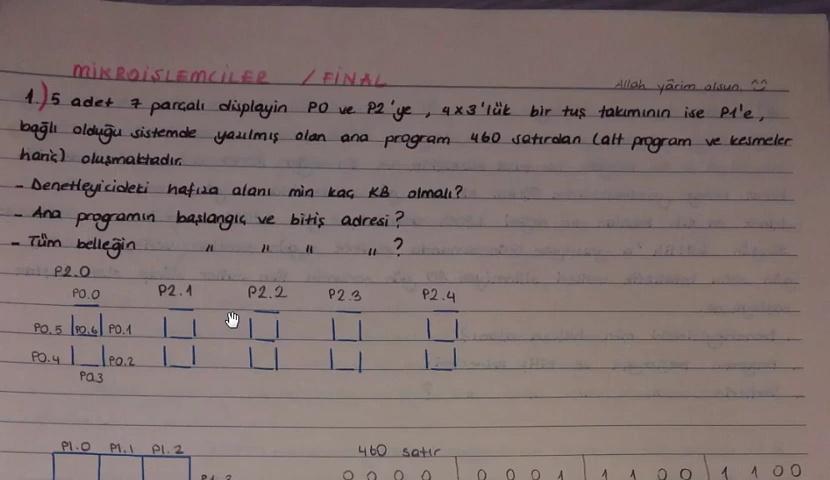 MİKROİŞLEMCİLER / FİNAL
Allah yârim olsun. ^^
1.) 5 adet 7 parçalı displayin P0 ve P2'ye, 4x3'lük bir tuş takımının ise P1'e,
bağlı olduğu sistemde yazılmış olan ana program 460 satırdan (alt program ve kesmeler
hariç) oluşmaktadır.
- Denetleyicideki hafıza alanı min kaç KB olmalı?
- Ana programın başlangıç ve bitiş adresi?
- Tüm belleğin " " " " ?
P2.0
P0.0 P2.1 P2.2 P2.3 P2.4
P0.5 P0.6 P0.1
P0.4 P0.2
P0.3
P1.0 P1.1 P1.2 460 satır
P1.3 0 0 0 0 0 0 0 1 1 1 0 0 1 1 0 0